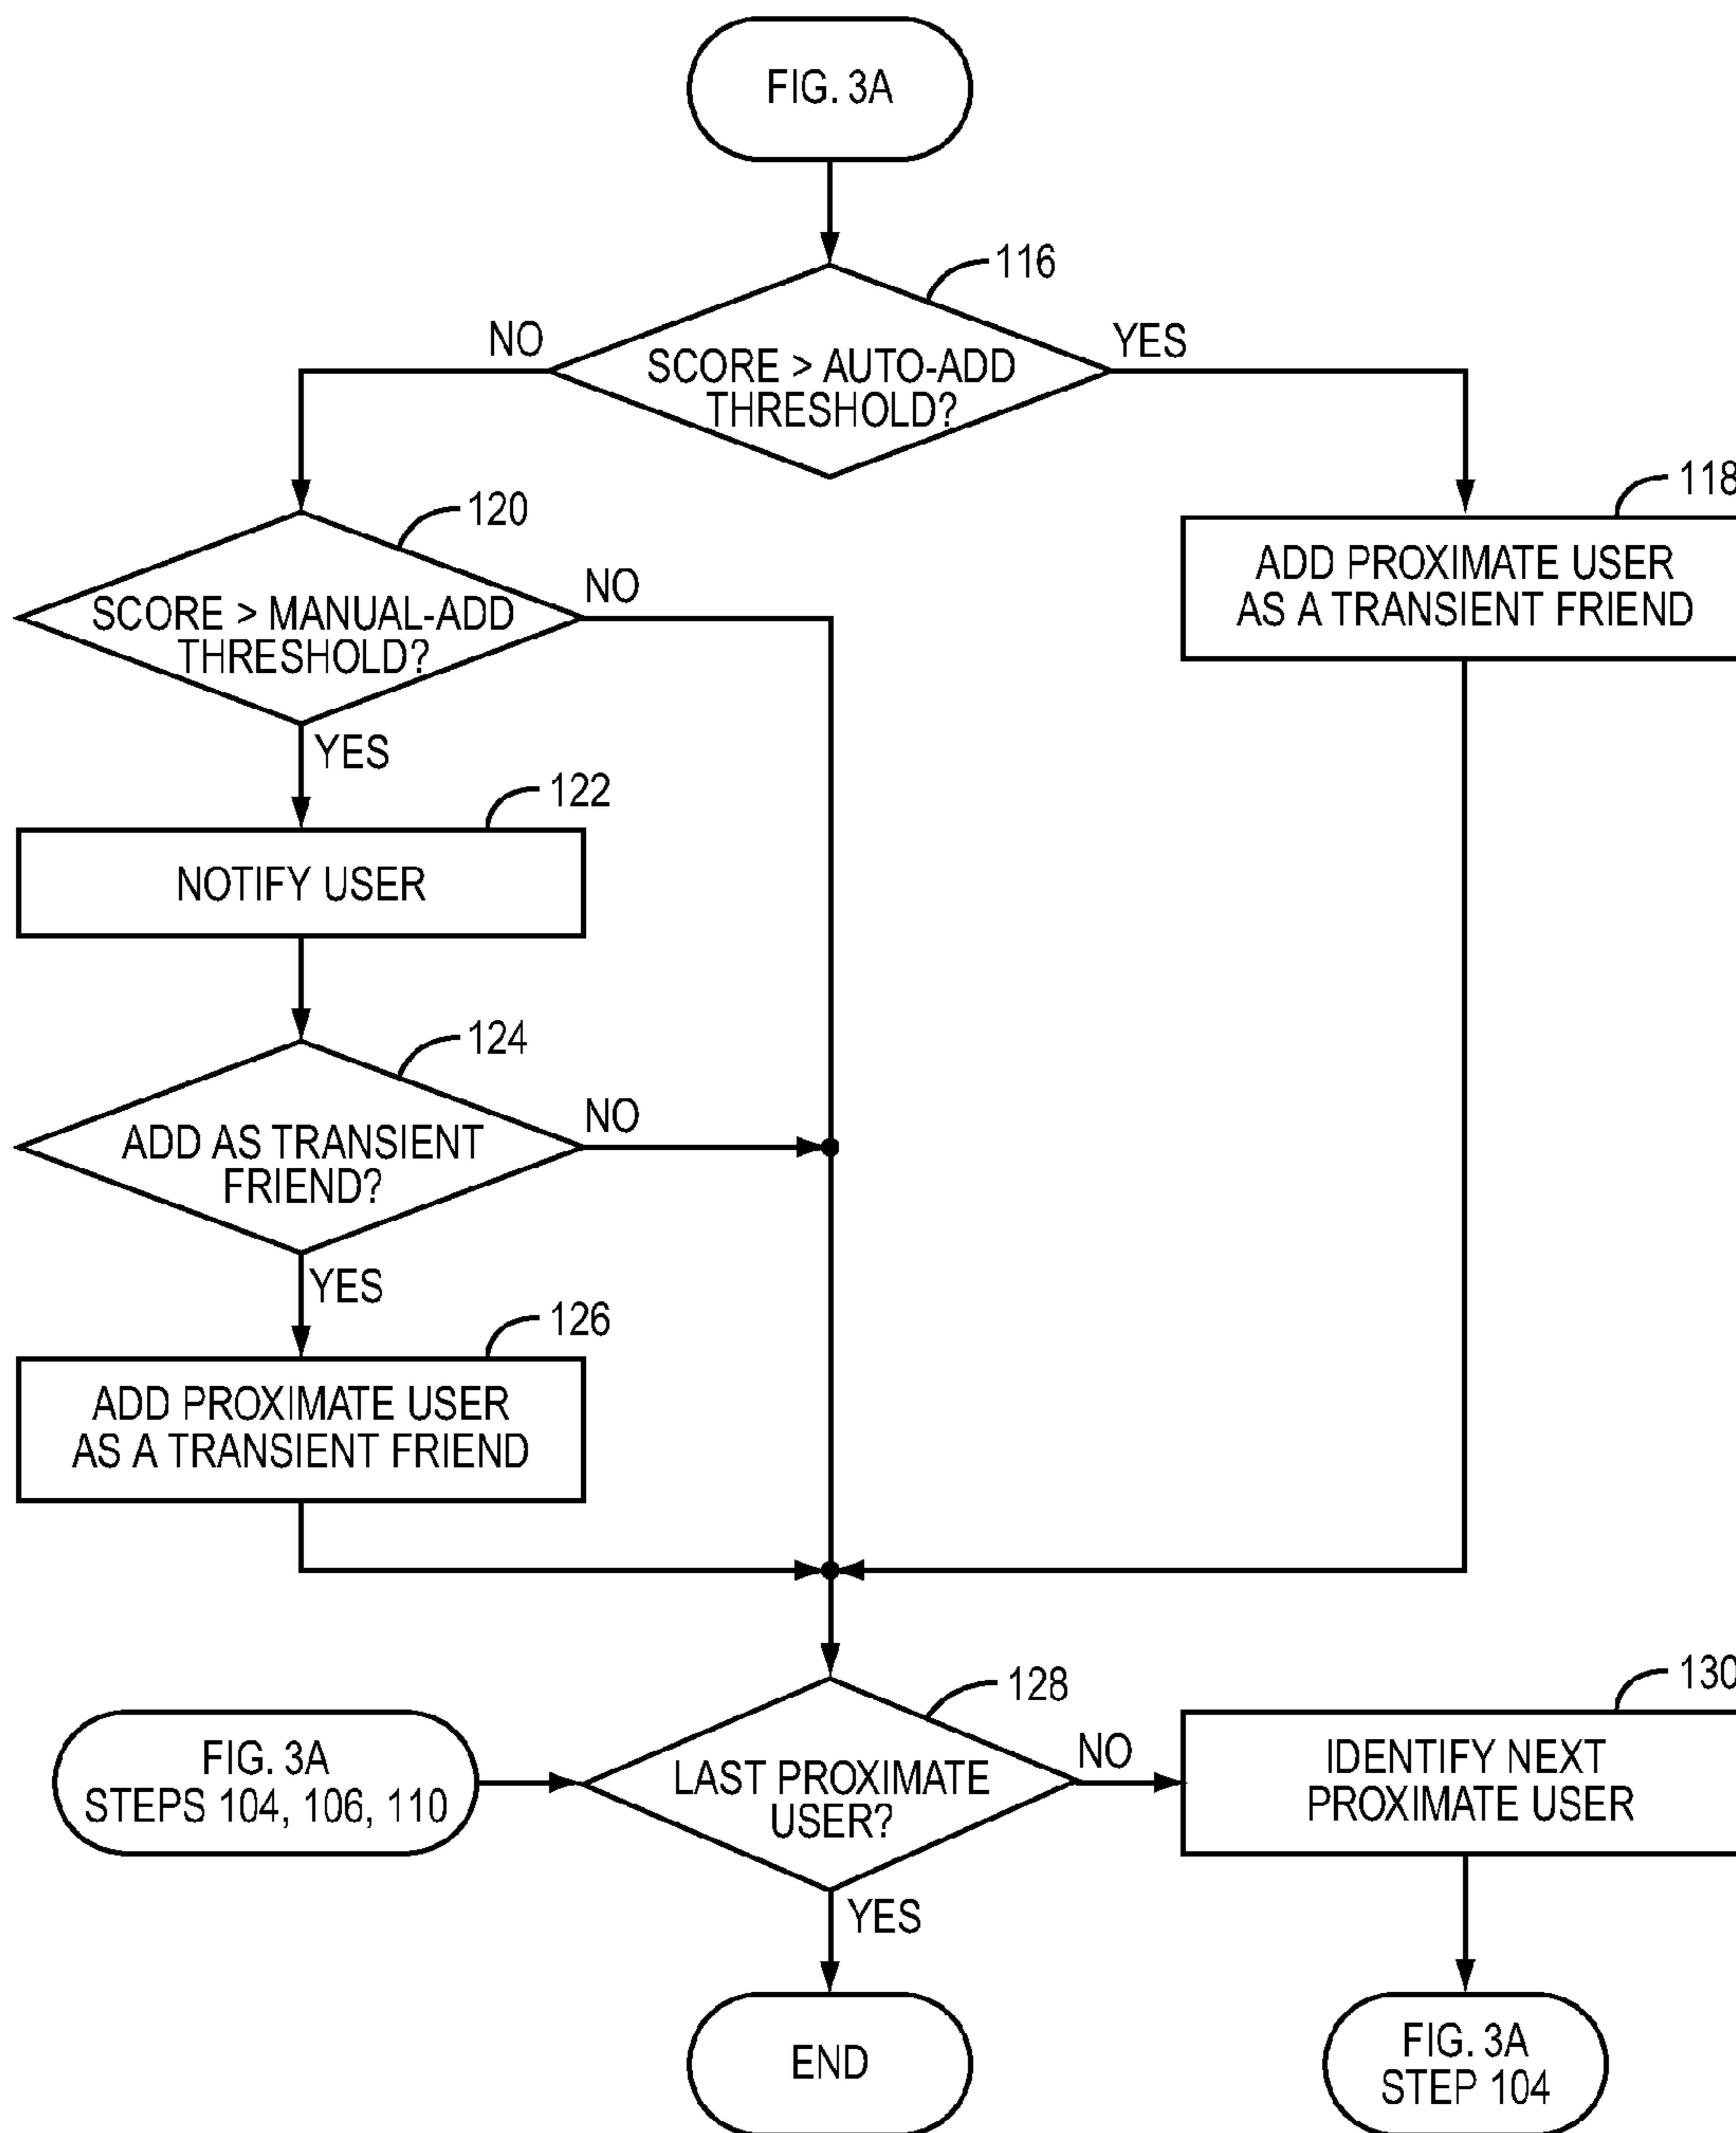 FIG. 3A
116
NO
YES
SCORE > AUTO-ADD
THRESHOLD?
118
ADD PROXIMATE USER
AS A TRANSIENT FRIEND
120
NO
SCORE > MANUAL-ADD
THRESHOLD?
YES
122
NOTIFY USER
124
NO
ADD AS TRANSIENT
FRIEND?
YES
126
ADD PROXIMATE USER
AS A TRANSIENT FRIEND
FIG. 3A
STEPS 104, 106, 110
128
LAST PROXIMATE
USER?
NO
130
IDENTIFY NEXT
PROXIMATE USER
YES
END
FIG. 3A
STEP 104